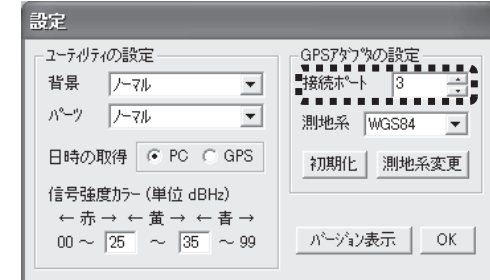 設定
ﾕｰﾃｨﾘﾃｨの設定
背景 ﾉｰﾏﾙ
ﾊﾟｰﾂ ﾉｰﾏﾙ
日時の取得 PC GPS
信号強度ｶﾗｰ (単位 dBHz)
← 赤 → ← 黄 → ← 青 →
00 ～ 25 ～ 35 ～ 99
GPSｱﾀﾞﾌﾟﾀの設定
接続ﾎﾟｰﾄ 3
測地系 WGS84
初期化 測地系変更
ﾊﾞｰｼﾞｮﾝ表示 OK